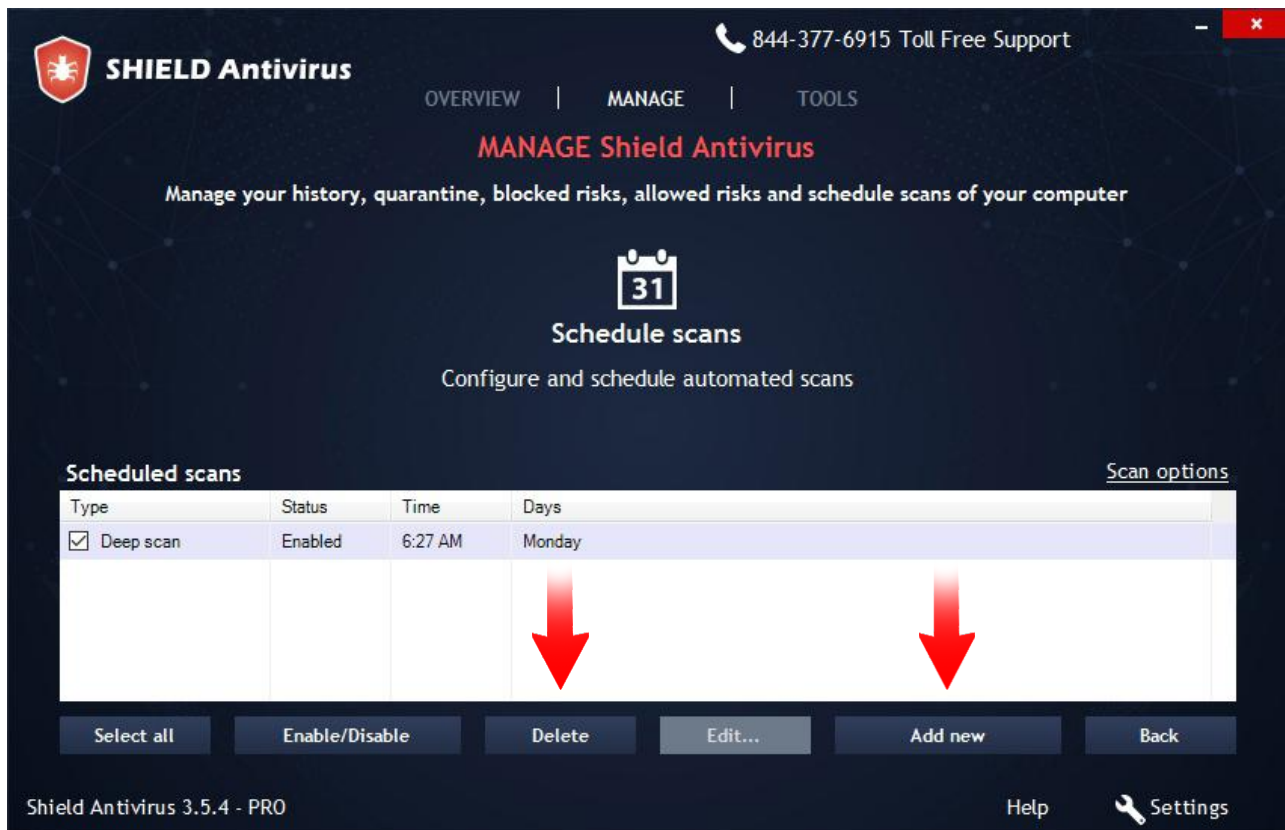 844-377-6915 Toll Free Support
SHIELD Antivirus
OVERVIEW | MANAGE | TOOLS
MANAGE Shield Antivirus
Manage your history, quarantine, blocked risks, allowed risks and schedule scans of your computer
31
Schedule scans
Configure and schedule automated scans
Scheduled scans Scan options
Type Status Time Days
Deep scan Enabled 6:27 AM Monday
Select all Enable/Disable Delete Edit... Add new Back
Shield Antivirus 3.5.4 - PRO Help Settings